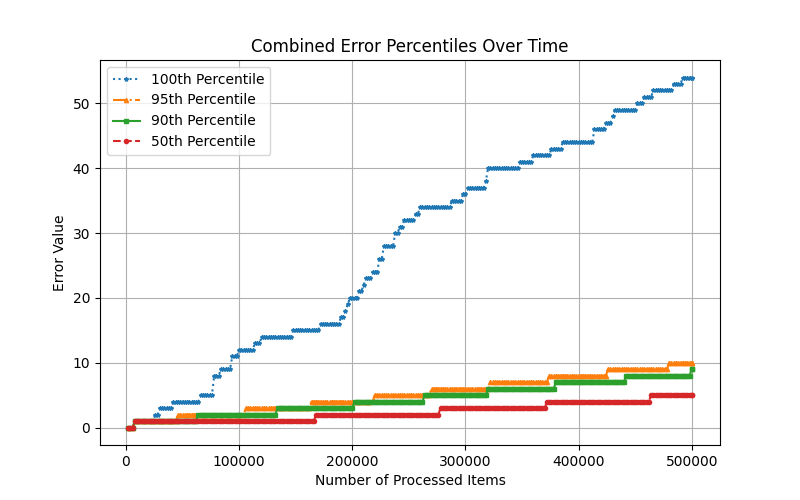 Combined Error Percentiles Over Time
100th Percentile
95th Percentile
90th Percentile
50th Percentile
Error Value
50
40
30
20
10
0
0 100000 200000 300000 400000 500000
Number of Processed Items